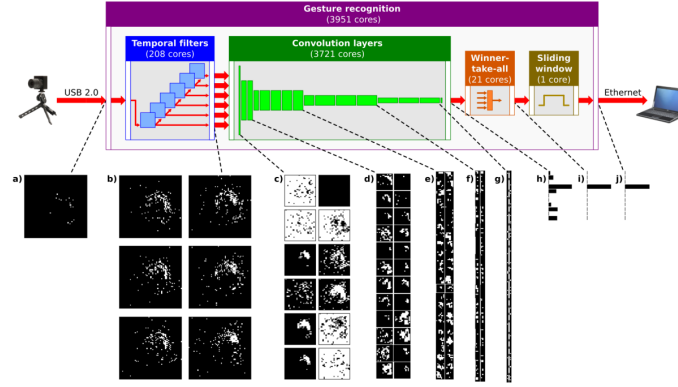 Gesture recognition
(3951 cores)
Temporal filters
(208 cores)
Convolution layers
(3721 cores)
Winner-
take-all
(21 cores)
Sliding
window
(1 core)
USB 2.0
Ethernet
a)
b)
c)
d)
e)
f)
g)
h)
i)
j)